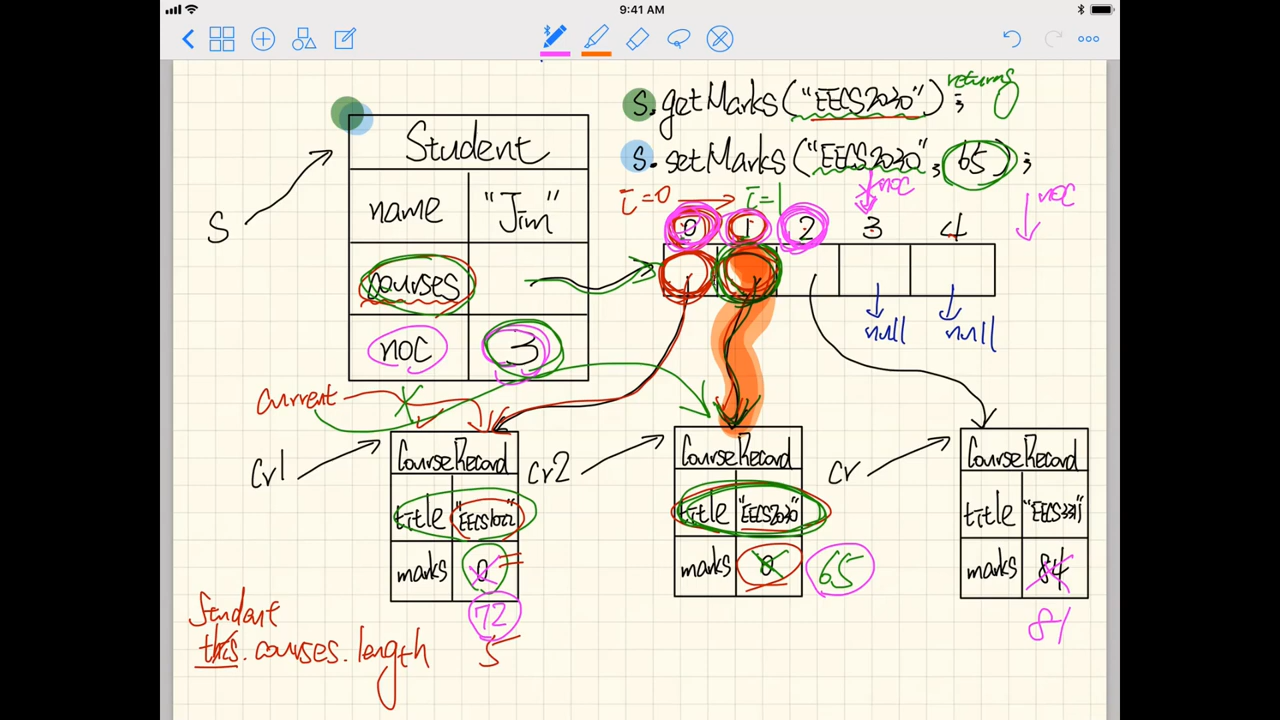 9:41 AM
s.getMarks("EECS2030"); returns 0
s.setMarks("EECS2030", 65);
noc
noc
i=0 i=1
0 1 2 3 4
null null
s
Student
name "Jim"
courses
noc 3
current
cr1
CourseRecord
title "EECS1022"
marks 0
72
cr2
CourseRecord
title "EECS2030"
marks 0
65
cr
CourseRecord
title
marks 84
81
Student
this.courses.length 5